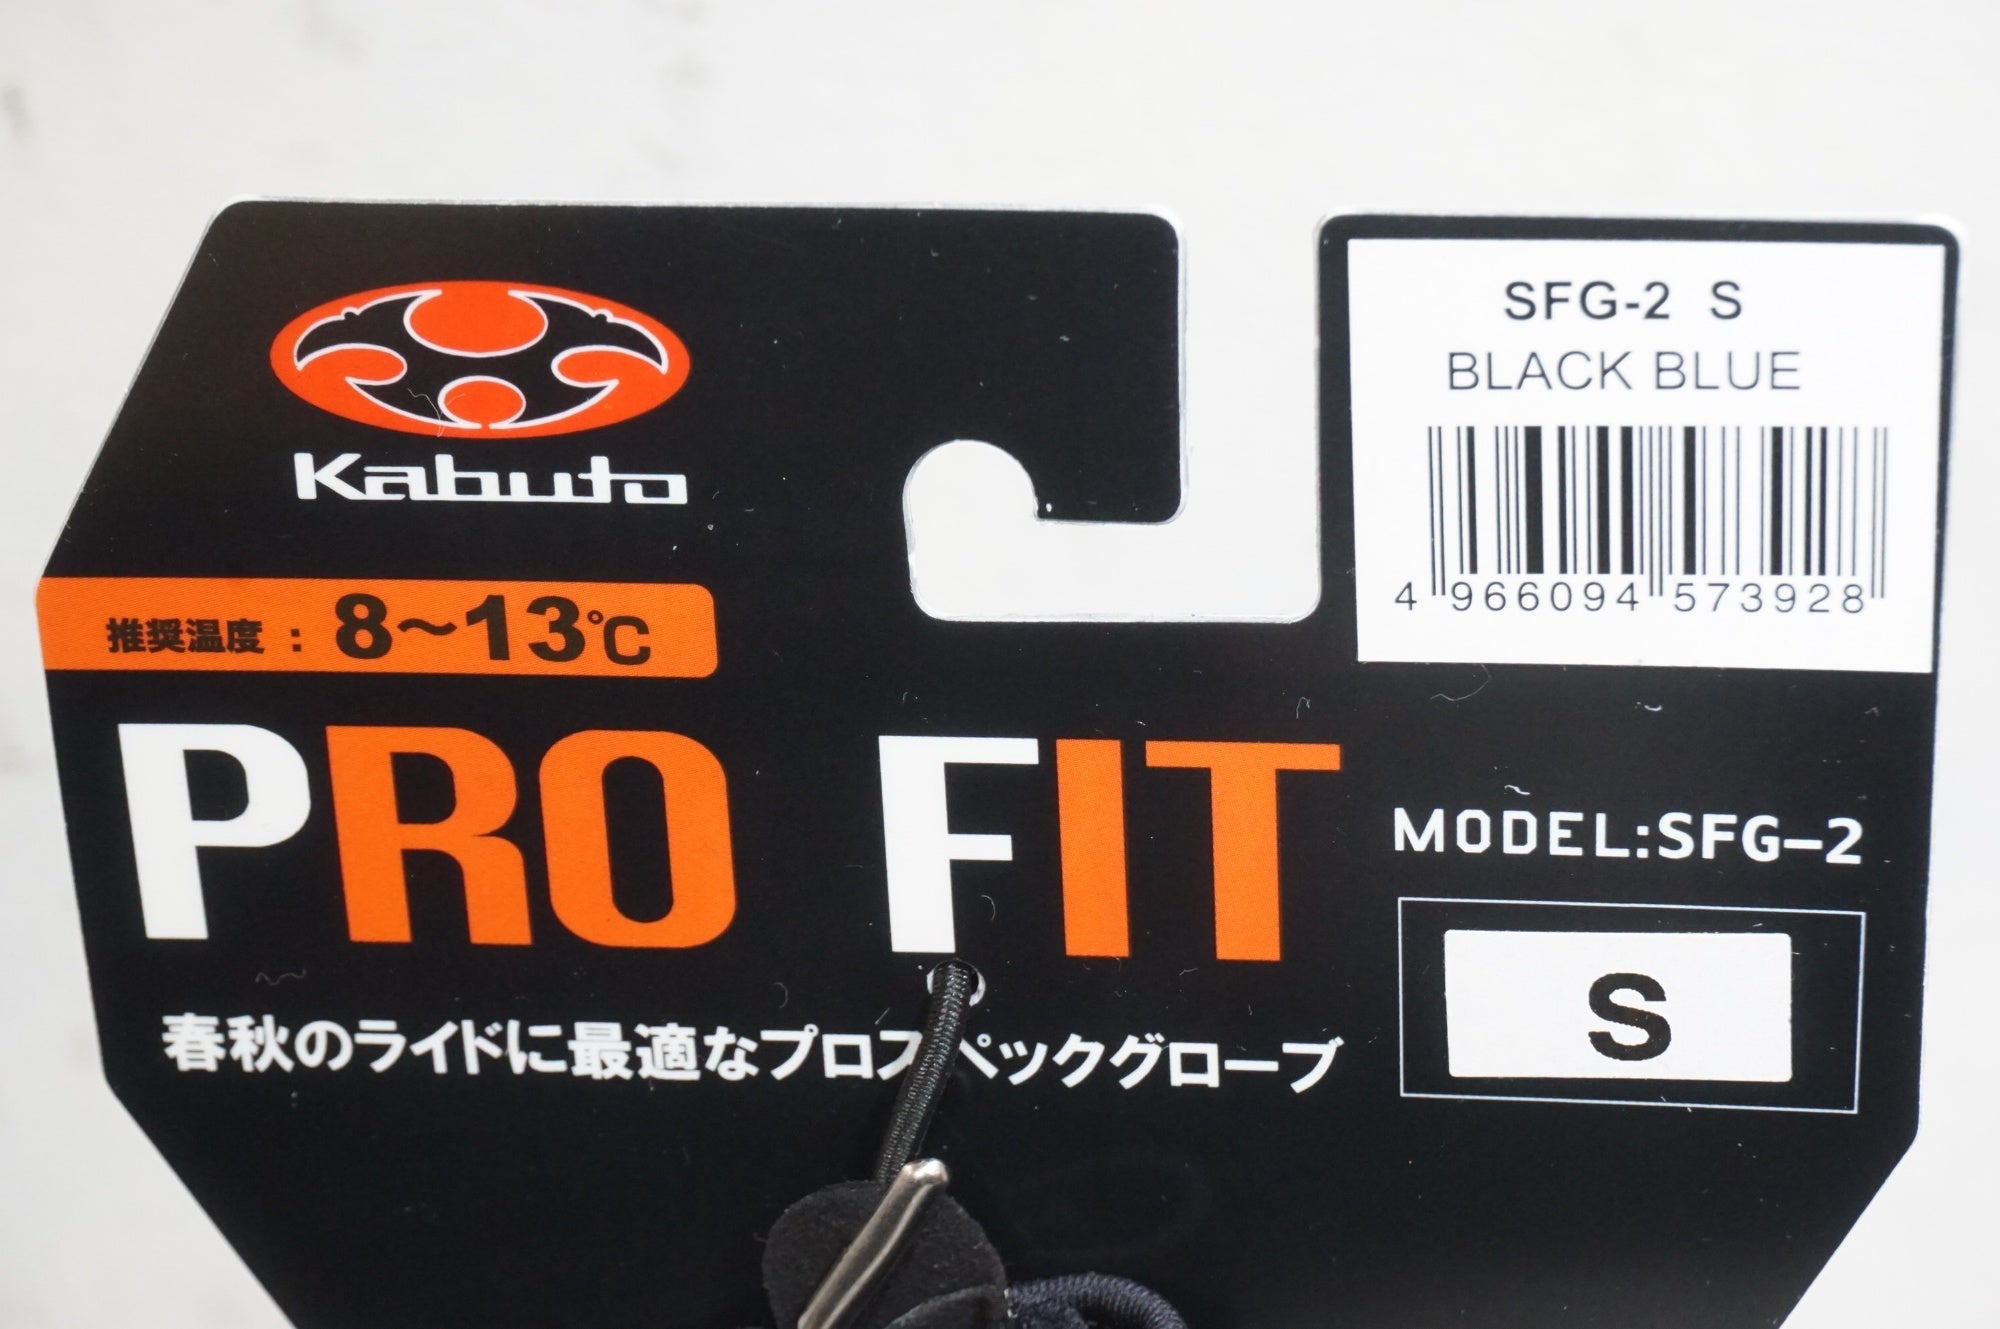 Kabuto
推奨温度：8～13℃
PRO FIT
春秋のライドに最適なプロスペックグローブ
SFG-2 S
BLACK BLUE
4 966094 573928
MODEL:SFG-2
S